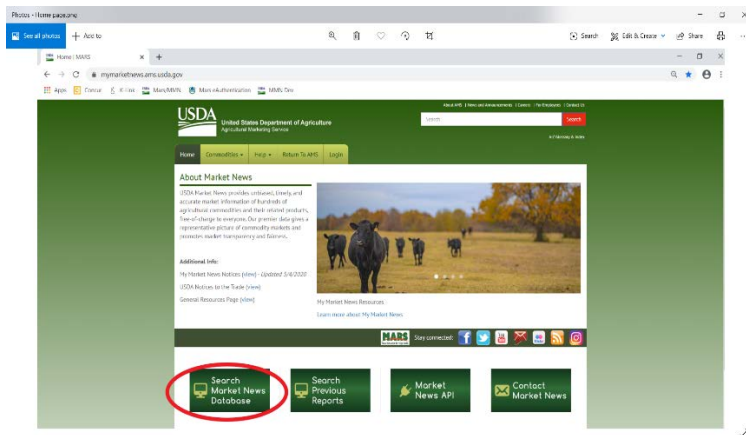 Photos - Home page.png
See all photos + Add to
Search Edit & Create Share
Home | MARS
mymarketnews.ams.usda.gov
Apps Concur Mars/MMN Mars eAuthentication MMN Dev
About AMS | News and Announcements | Careers | For Employees | Contact Us
USDA
United States Department of Agriculture
Agricultural Marketing Service
Search Search
Home Commodities Help Return To AMS Login
About Market News
USDA Market News provides unbiased, timely, and
accurate market information of hundreds of
agricultural commodities and their related products,
free-of-charge to everyone. Our premier data gives a
representative picture of commodity markets and
promotes market transparency and fairness.
Additional Info:
My Market News Notices (view) - Updated 5/6/2020
USDA Notices to the Trade (view)
General Resources Page (view)
My Market News Resources
Learn more about My Market News
MARS Stay connected:
Search
Market News
Database
Search
Previous
Reports
Market
News API
Contact
Market News